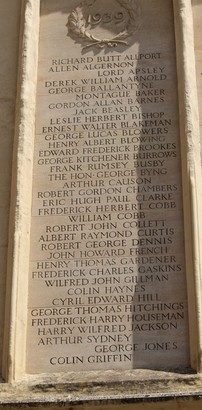 1939
RICHARD BUTT ALLPORT
ALLEN ALGERNON
LORD APSLEY
DEREK WILLIAM ARNOLD
GEORGE BALLANTYNE
MONTAGUE BAKER
GORDON ALLAN BARNES
JACK BEASLEY
LESLIE HERBERT BISHOP
ERNEST WALTER BLAKEMAN
GEORGE LUCAS BLOWERS
HENRY ALBERT BLOWING
EDWARD FREDERICK BROOKES
GEORGE KITCHENER BURROWS
FRANK RUMSEY BUSBY
THE HON·GEORGE BYNG
ARTHUR CAUSON
ROBERT GORDON CHAMBERS
ERIC HUGH PAUL CLARKE
FREDERICK HERBERT COBB
WILLIAM COBB
ROBERT JOHN COLLETT
ALBERT RAYMOND CURTIS
ROBERT GEORGE DENNIS
JOHN HOWARD FRENCH
HENRY THOMAS GARDENER
FREDERICK CHARLES GASKINS
WILFRED JOHN GILLMAN
COLIN HAYNES
CYRIL EDWARD HILL
GEORGE THOMAS HITCHINGS
FREDERICK HARRY HOUSEMAN
HARRY WILFRED JACKSON
ARTHUR SYDNEY
GEORGE JONES
COLIN GRIFFIN